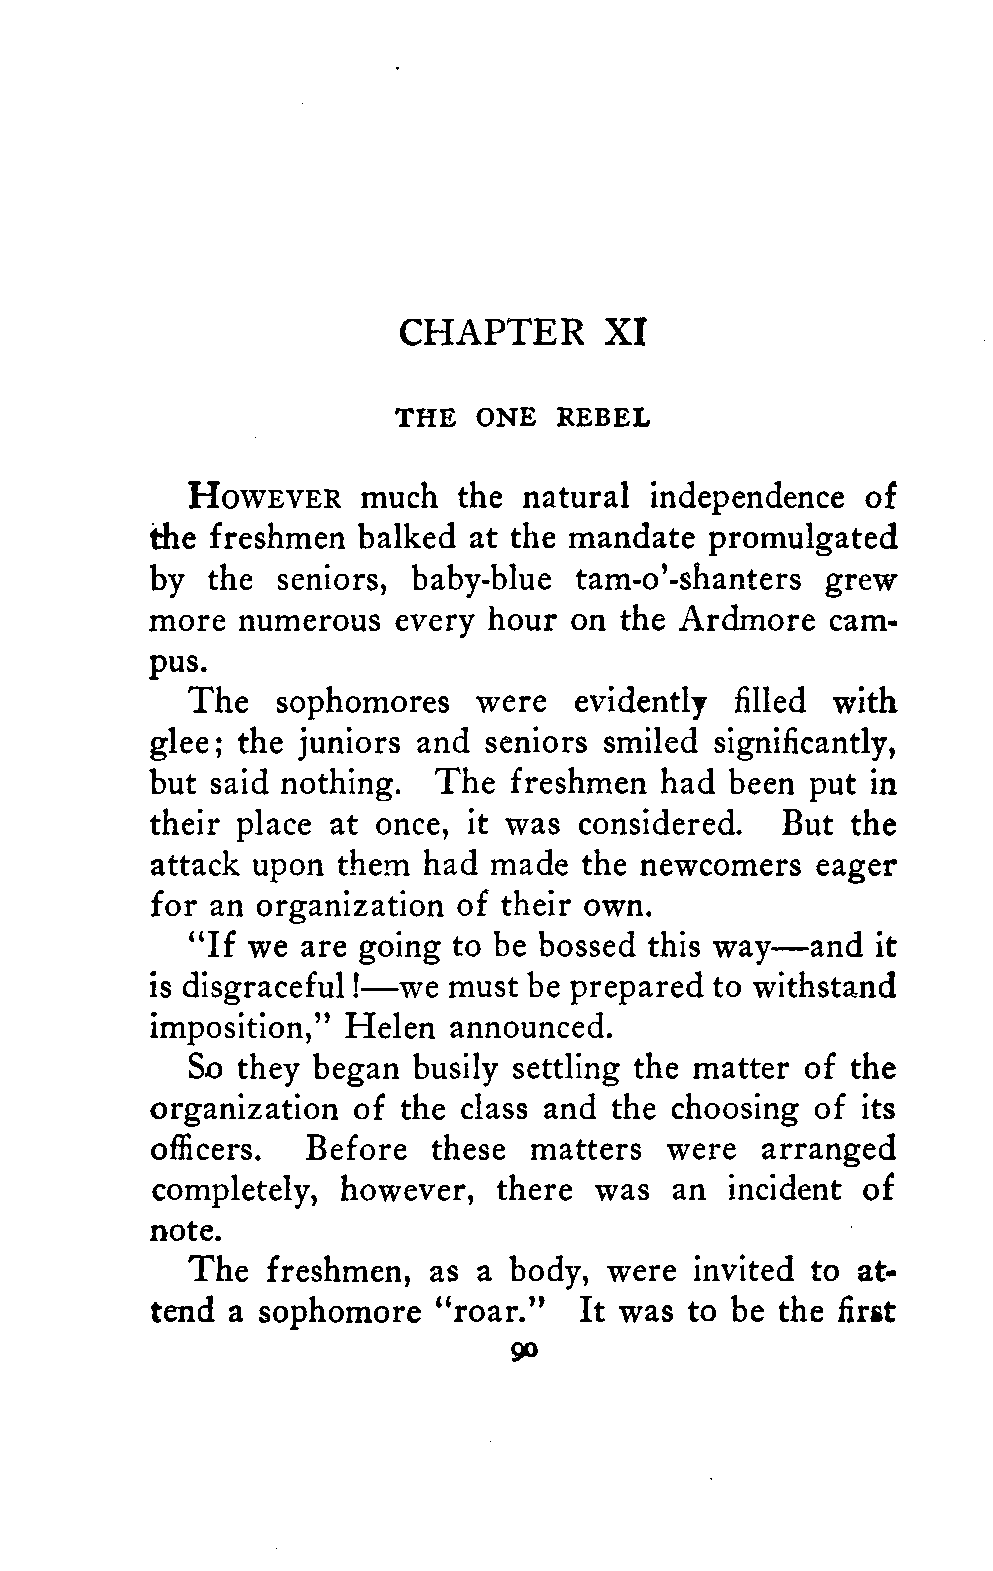 CHAPTER XI
THE ONE REBEL
HOWEVER much the natural independence of
the freshmen balked at the mandate promulgated
by the seniors, baby-blue tam-o'-shanters grew
more numerous every hour on the Ardmore cam-
pus.
The sophomores were evidently filled with
glee; the juniors and seniors smiled significantly,
but said nothing. The freshmen had been put in
their place at once, it was considered. But the
attack upon them had made the newcomers eager
for an organization of their own.
"If we are going to be bossed this way—and it
is disgraceful!—we must be prepared to withstand
imposition," Helen announced.
So they began busily settling the matter of the
organization of the class and the choosing of its
officers. Before these matters were arranged
completely, however, there was an incident of
note.
The freshmen, as a body, were invited to at-
tend a sophomore "roar." It was to be the first
90